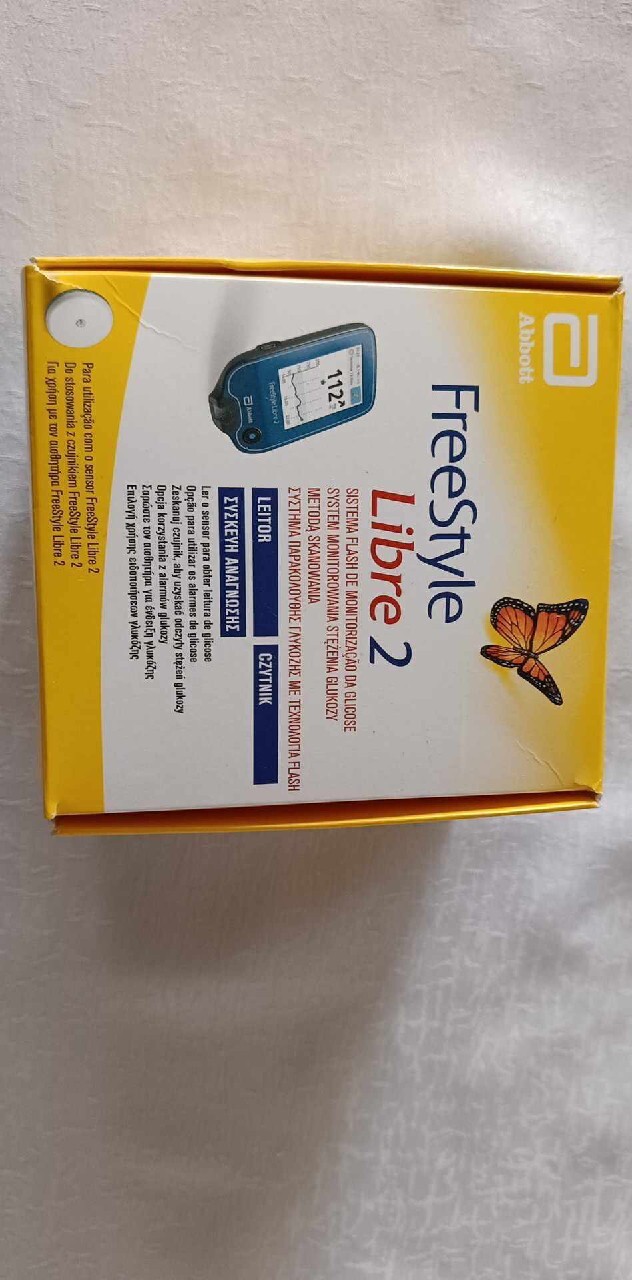 Abbott
FreeStyle
Libre 2
SISTEMA FLASH DE MONITORIZAÇÃO DA GLICOSE
SYSTEM MONITOROWANIA STĘŻENIA GLUKOZY
METODĄ SKANOWANIA
ΣΥΣΤΗΜΑ ΠΑΡΑΚΟΛΟΥΘΗΣΗΣ ΓΛΥΚΟΖΗΣ ΜΕ ΤΕΧΝΟΛΟΓΙΑ FLASH
LEITOR
CZYTNIK
ΣΥΣΚΕΥΗ ΑΝΑΓΝΩΣΗΣ
112
Abbott
FreeStyle Libre 2
Ler o sensor para obter leitura de glicose
Opção para utilizar os alarmes de glicose
Zeskanuj czujnik, aby uzyskać odczyty stężeń glukozy
Opcja korzystania z alarmów glukozy
Σαρώστε τον αισθητήρα για ένδειξη γλυκόζης
Επιλογή χρήσης ειδοποιήσεων γλυκόζης
Para utilização com o sensor FreeStyle Libre 2
Do stosowania z czujnikiem FreeStyle Libre 2
Για χρήση με τον αισθητήρα FreeStyle Libre 2